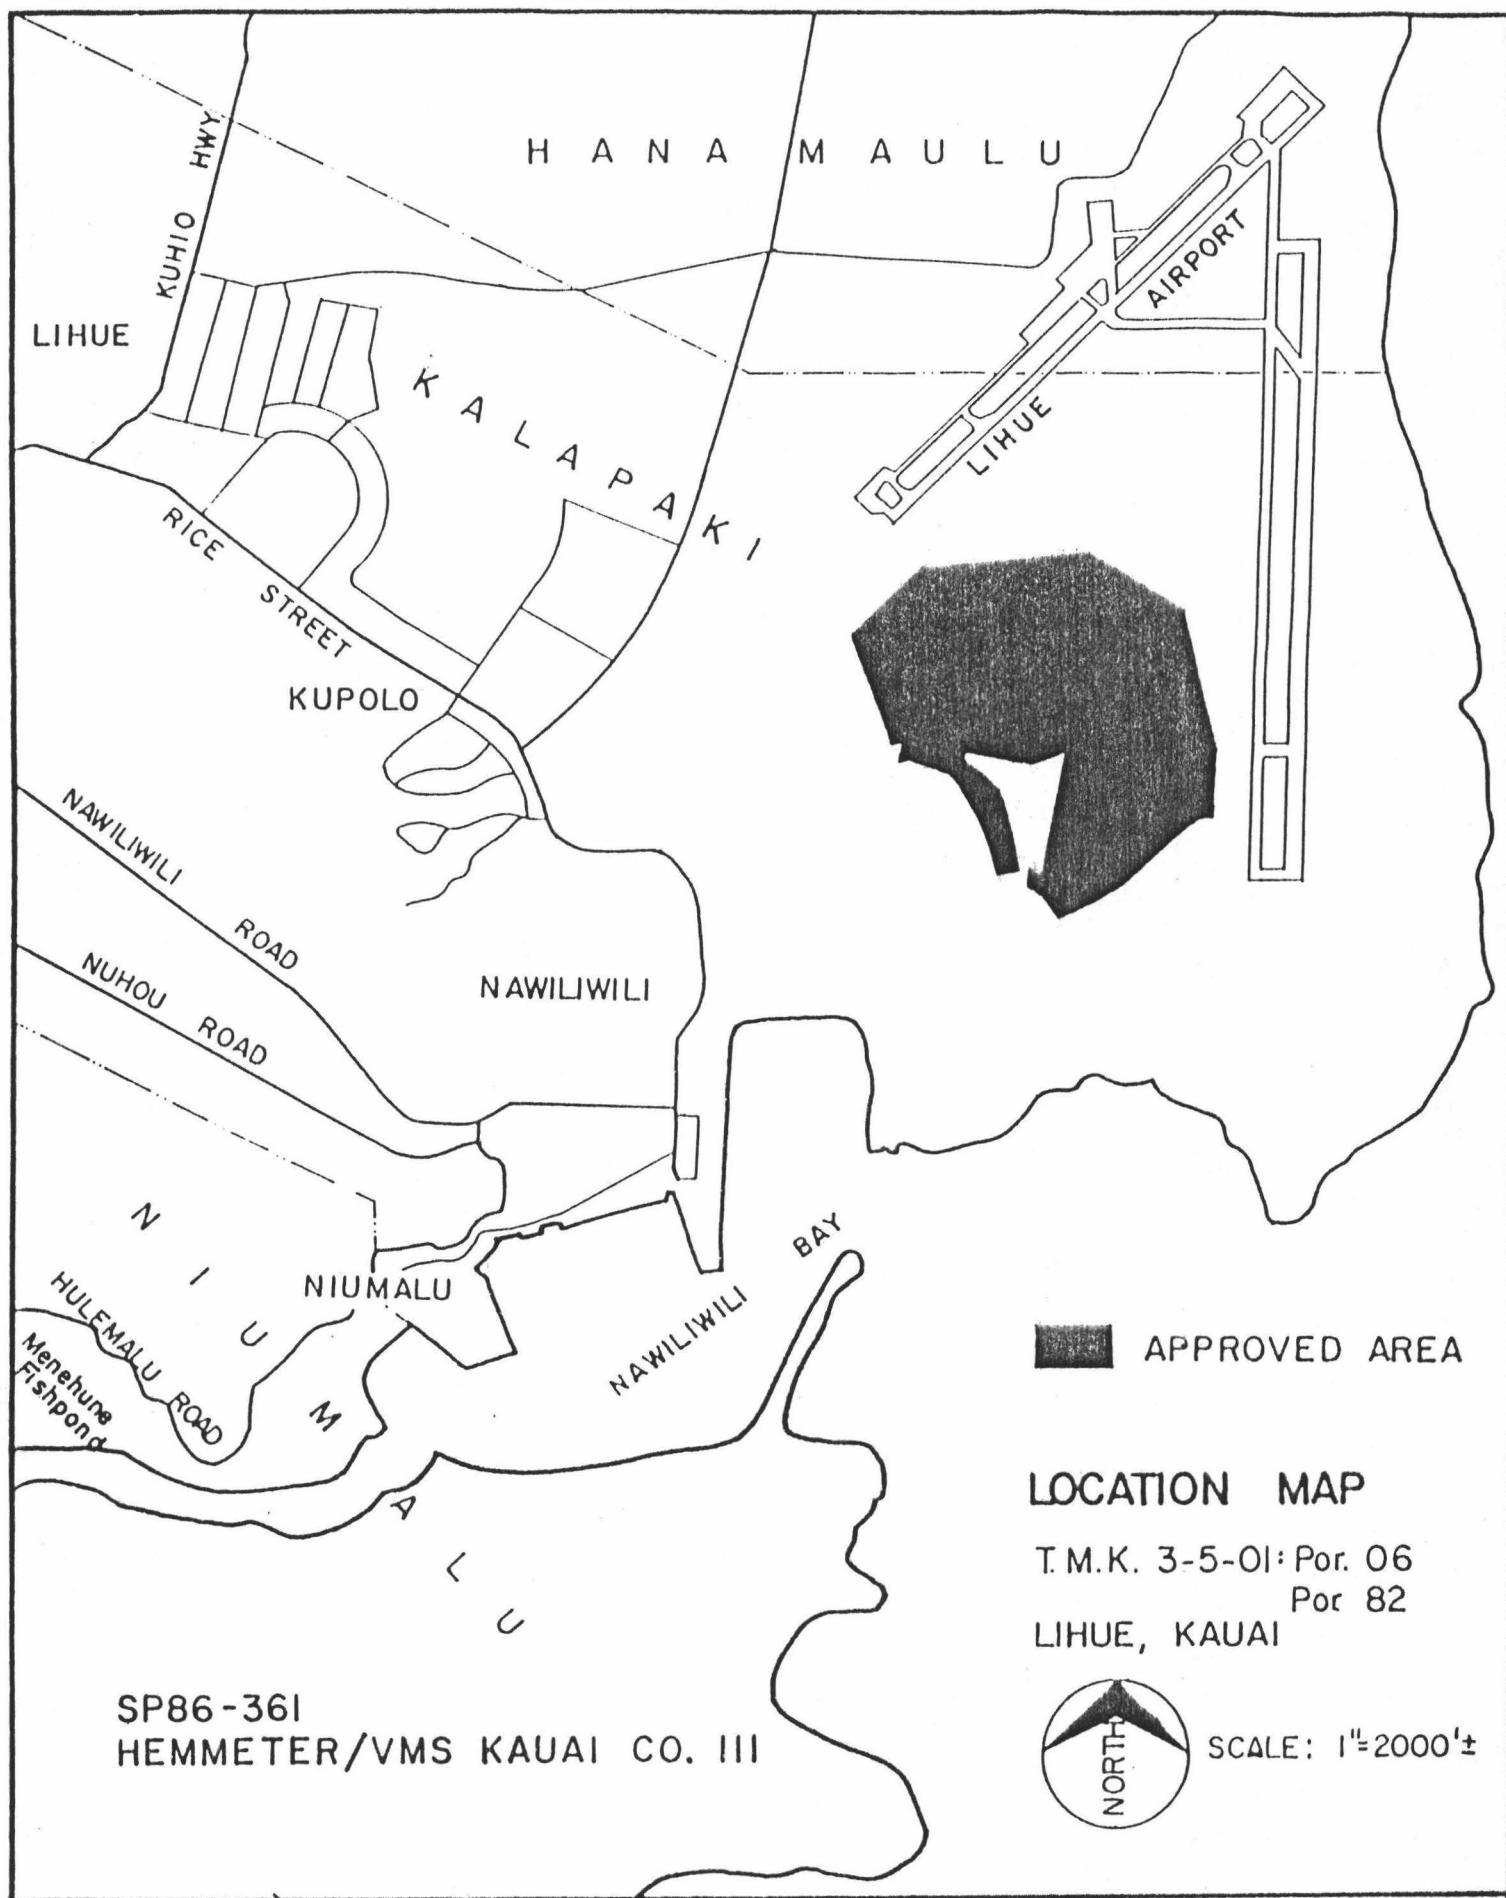 HANAMAULU
KUHIO HWY
LIHUE
AIRPORT
LIHUE
KALAPAKI
RICE STREET
KUPOLO
NAWILIWILI ROAD
NUHOU ROAD
NAWILIWILI
NIUMALU
NIUMALU
HULEMALU ROAD
Menehune
Fishpond
NAWILIWILI BAY
APPROVED AREA
LOCATION MAP
T.M.K. 3-5-01: Por. 06
Por 82
LIHUE, KAUAI
NORTH
SCALE: 1"=2000'±
SP86-361
HEMMETER/VMS KAUAI CO. III